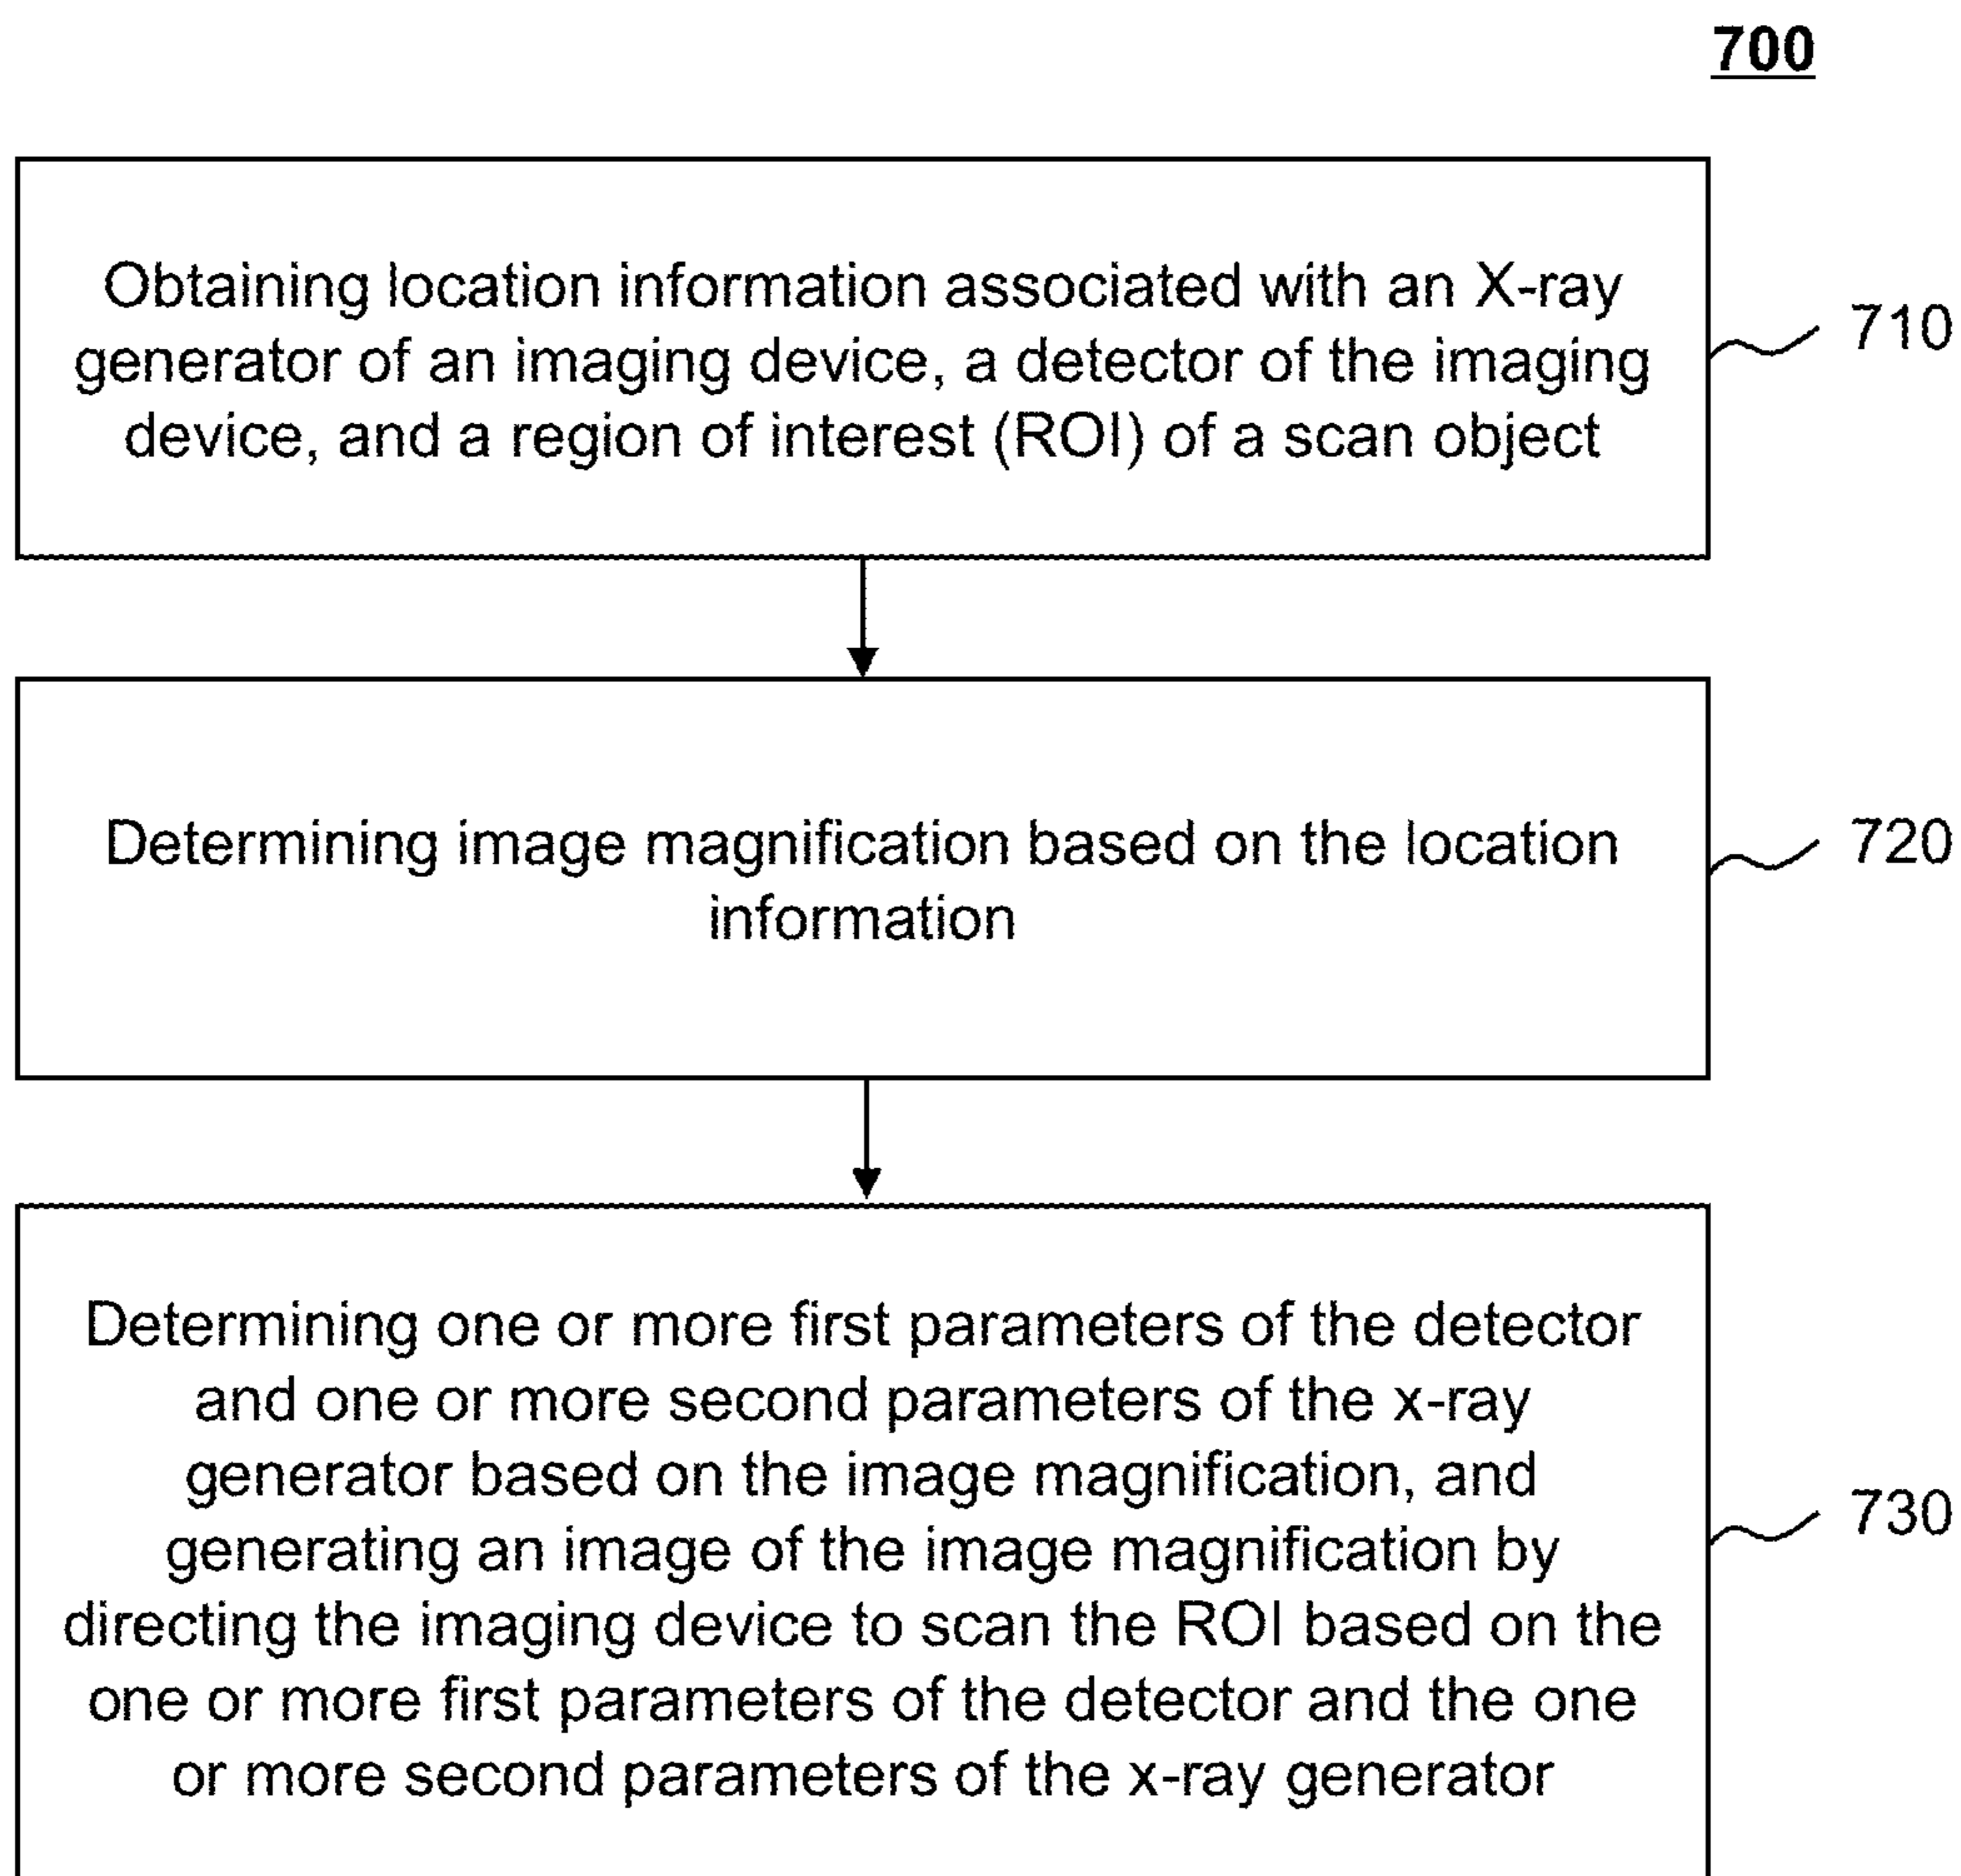 700
Obtaining location information associated with an X-ray
generator of an imaging device, a detector of the imaging
device, and a region of interest (ROI) of a scan object
710
Determining image magnification based on the location
information
720
Determining one or more first parameters of the detector
and one or more second parameters of the x-ray
generator based on the image magnification, and
generating an image of the image magnification by
directing the imaging device to scan the ROI based on the
one or more first parameters of the detector and the one
or more second parameters of the x-ray generator
730